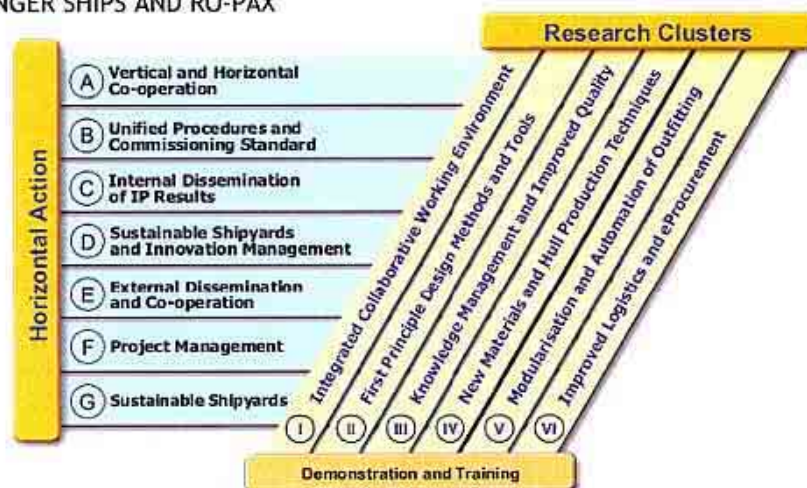 NGER SHIPS AND RO-PAX
Research Clusters
Horizontal Action
A Vertical and Horizontal
Co-operation
B Unified Procedures and
Commissioning Standard
C Internal Dissemination
of IP Results
D Sustainable Shipyards
and Innovation Management
E External Dissemination
and Co-operation
F Project Management
G Sustainable Shipyards
I Integrated Collaborative Working Environment
II First Principle Design Methods and Tools
III Knowledge Management and Improved Quality
IV New Materials and Hull Production Techniques
V Modularisation and Automation of Outfitting
VI Improved Logistics and eProcurement
Demonstration and Training